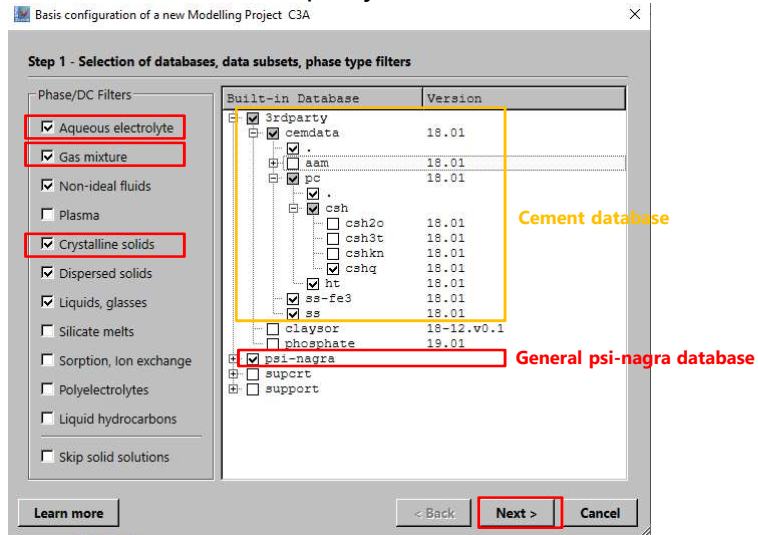 Basis configuration of a new Modelling Project C3A
Step 1 - Selection of databases, data subsets, phase type filters
Phase/DC Filters
Aqueous electrolyte
Gas mixture
Non-ideal fluids
Plasma
Crystalline solids
Dispersed solids
Liquids, glasses
Silicate melts
Sorption, Ion exchange
Polyelectrolytes
Liquid hydrocarbons
Skip solid solutions
Built-in Database Version
3rdparty
cemdata 18.01
.
aam 18.01
pc 18.01
.
csh
csh2o 18.01
csh3t 18.01
cshkn 18.01
cshq 18.01
ht 18.01
ss-fe3 18.01
ss 18.01
claysor 18-12.v0.1
phosphate 19.01
psi-nagra
supcrt
support
Cement database
General psi-nagra database
Learn more
< Back
Next >
Cancel